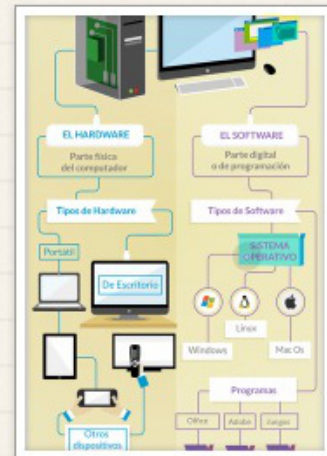 EL HARDWARE
Parte física
del computador
Tipos de Hardware
Portátil
De Escritorio
Otros
dispositivos
EL SOFTWARE
Parte digital
o de programación
Tipos de Software
SISTEMA
OPERATIVO
Linux
Windows
Mac Os
Programas
Office
Adobe
Juegos